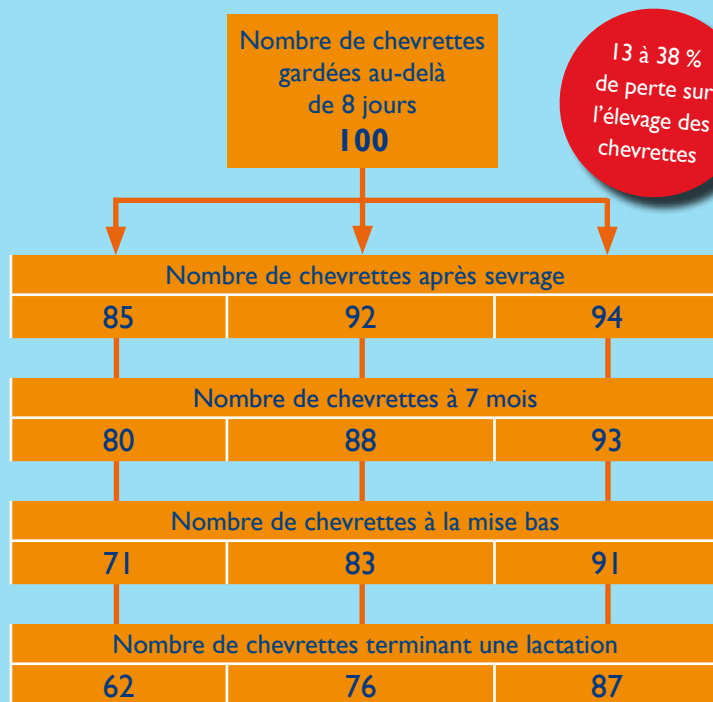 Nombre de chevrettes
gardées au-delà
de 8 jours
100
13 à 38 %
de perte sur
l'élevage des
chevrettes
Nombre de chevrettes après sevrage
85 92 94
Nombre de chevrettes à 7 mois
80 88 93
Nombre de chevrettes à la mise bas
71 83 91
Nombre de chevrettes terminant une lactation
62 76 87